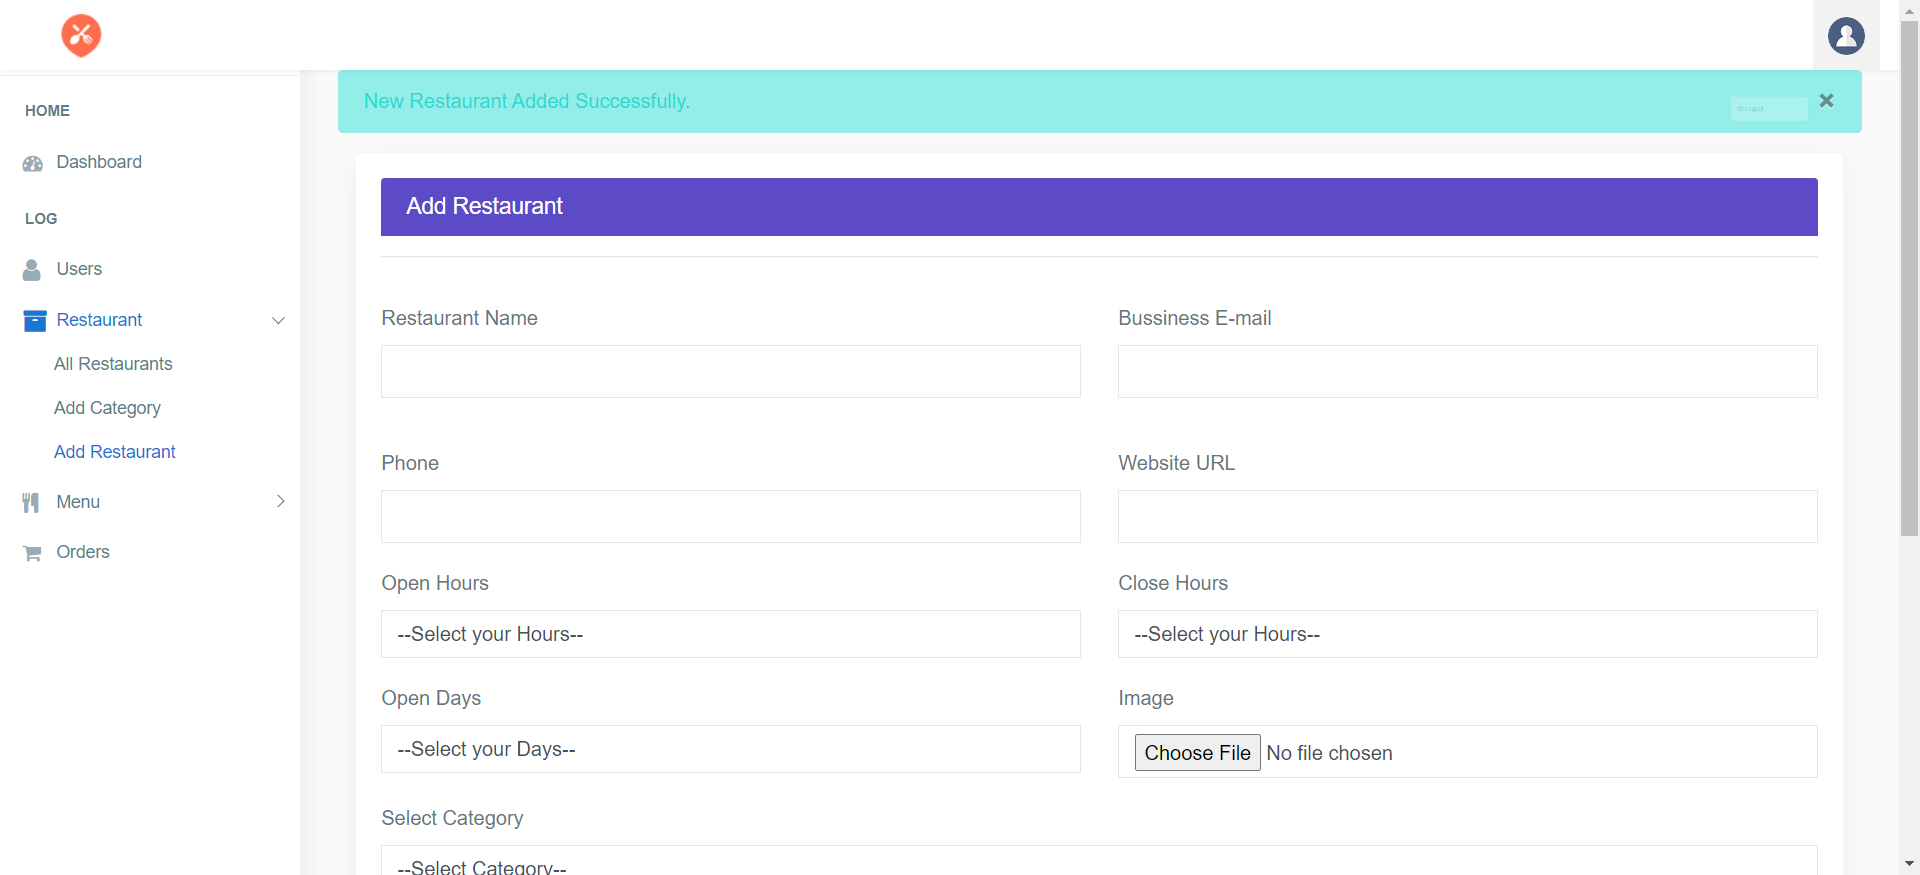 New Restaurant Added Successfully.
Logout
HOME
Dashboard
LOG
Users
Restaurant
All Restaurants
Add Category
Add Restaurant
Menu
Orders
Add Restaurant
Restaurant Name
Bussiness E-mail
Phone
Website URL
Open Hours
Close Hours
--Select your Hours--
--Select your Hours--
Open Days
Image
--Select your Days--
Choose File No file chosen
Select Category
--Select Category--